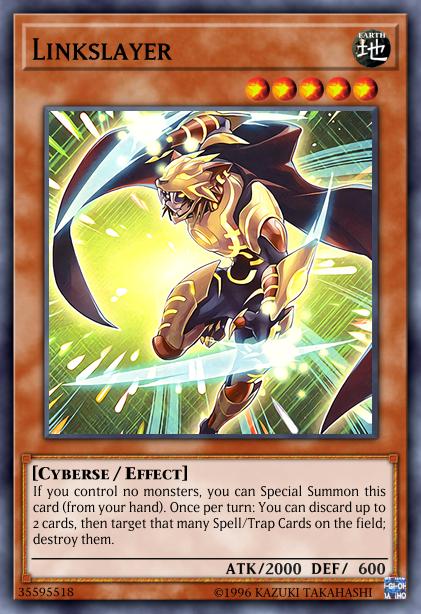 LINKSLAYER
EARTH
地
[CYBERSE / EFFECT]
If you control no monsters, you can Special Summon this
card (from your hand). Once per turn: You can discard up to
2 cards, then target that many Spell/Trap Cards on the field;
destroy them.
ATK/2000 DEF/ 600
35595518
©1996 KAZUKI TAKAHASHI